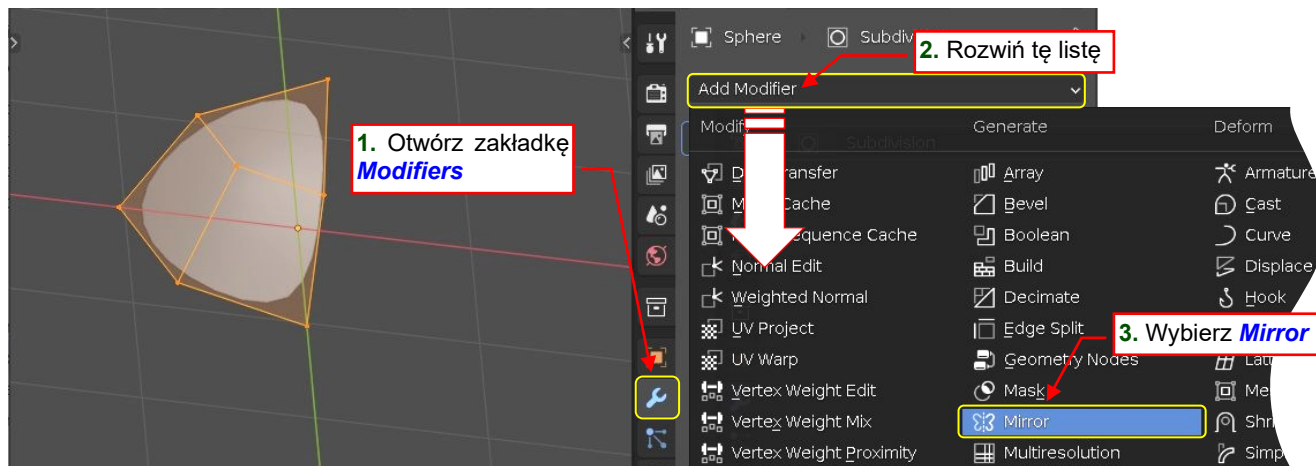 Sphere
Subdiv
2. Rozwiń tę listę
Add Modifier
Modify
Generate
Deform
Subdivision
1. Otwórz zakładkę
Modifiers
Array
Armature
Cache
Bevel
Cast
Sequence Cache
Boolean
Curve
Normal Edit
Build
Displace
Weighted Normal
Decimate
Hook
UV Project
Edge Split
3. Wybierz Mirror
UV Warp
Geometry Nodes
Vertex Weight Edit
Mask
Vertex Weight Mix
Mirror
Vertex Weight Proximity
Multiresolution